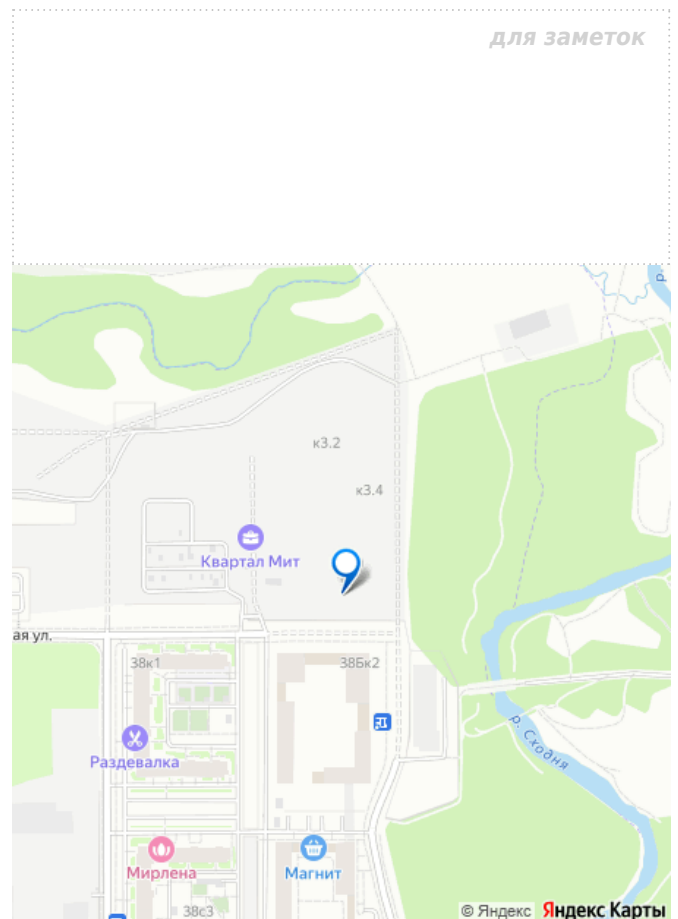 для заметок
р.
к3.2
к3.4
Квартал Мит
ая ул.
38к1
38Бк2
р. Сходня
Раздевалка
Мирлена
Магнит
38с3
© Яндекс Яндекс Карты